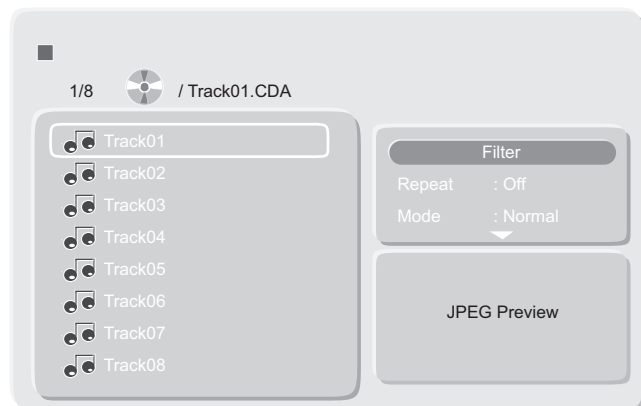 1/8 / Track01.CDA
Track01
Track02
Track03
Track04
Track05
Track06
Track07
Track08
Filter
Repeat : Off
Mode : Normal
JPEG Preview